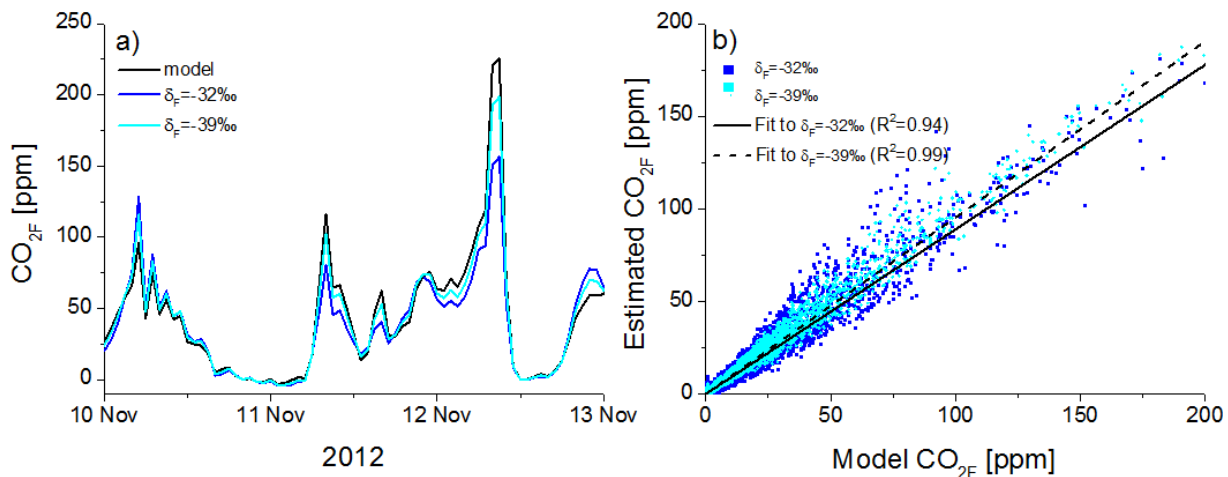 a)
model
δF=-32‰
δF=-39‰
CO2F [ppm]
250
200
150
100
50
0
10 Nov
11 Nov
12 Nov
13 Nov
2012
b)
δF=-32‰
δF=-39‰
Fit to δF=-32‰ (R²=0.94)
Fit to δF=-39‰ (R²=0.99)
Estimated CO2F [ppm]
200
150
100
50
0
0
50
100
150
200
Model CO2F [ppm]